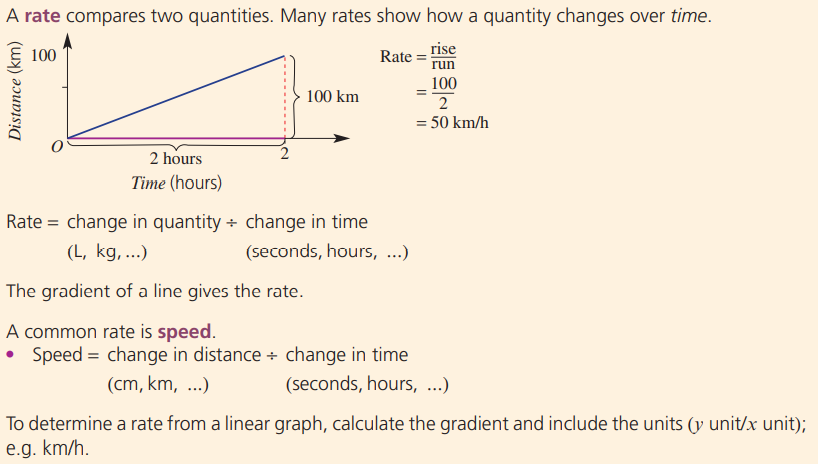 A rate compares two quantities. Many rates show how a quantity changes over time.
Distance (km)
100
O
2 hours
2
Time (hours)
100 km
Rate = rise/run
= 100/2
= 50 km/h
Rate = change in quantity ÷ change in time
(L, kg, ...) (seconds, hours, ...)
The gradient of a line gives the rate.
A common rate is speed.
• Speed = change in distance ÷ change in time
(cm, km, ...) (seconds, hours, ...)
To determine a rate from a linear graph, calculate the gradient and include the units (y unit/x unit);
e.g. km/h.